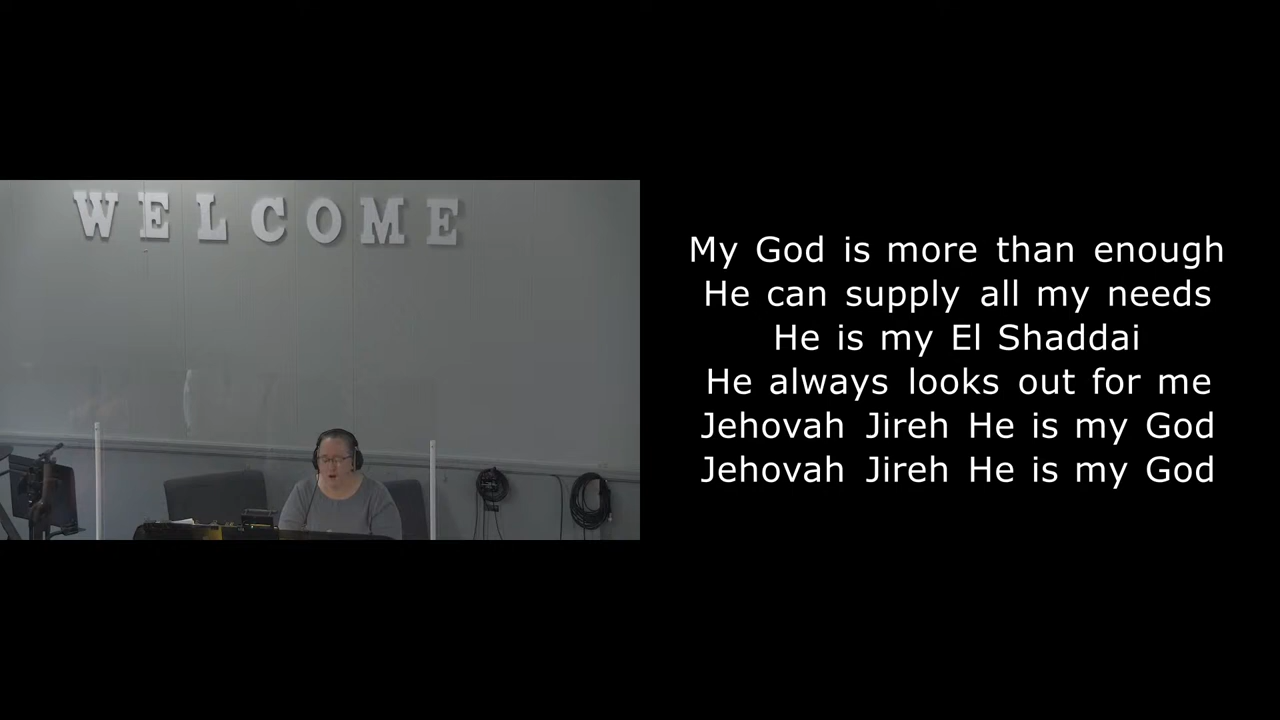 WELCOME
My God is more than enough
He can supply all my needs
He is my El Shaddai
He always looks out for me
Jehovah Jireh He is my God
Jehovah Jireh He is my God